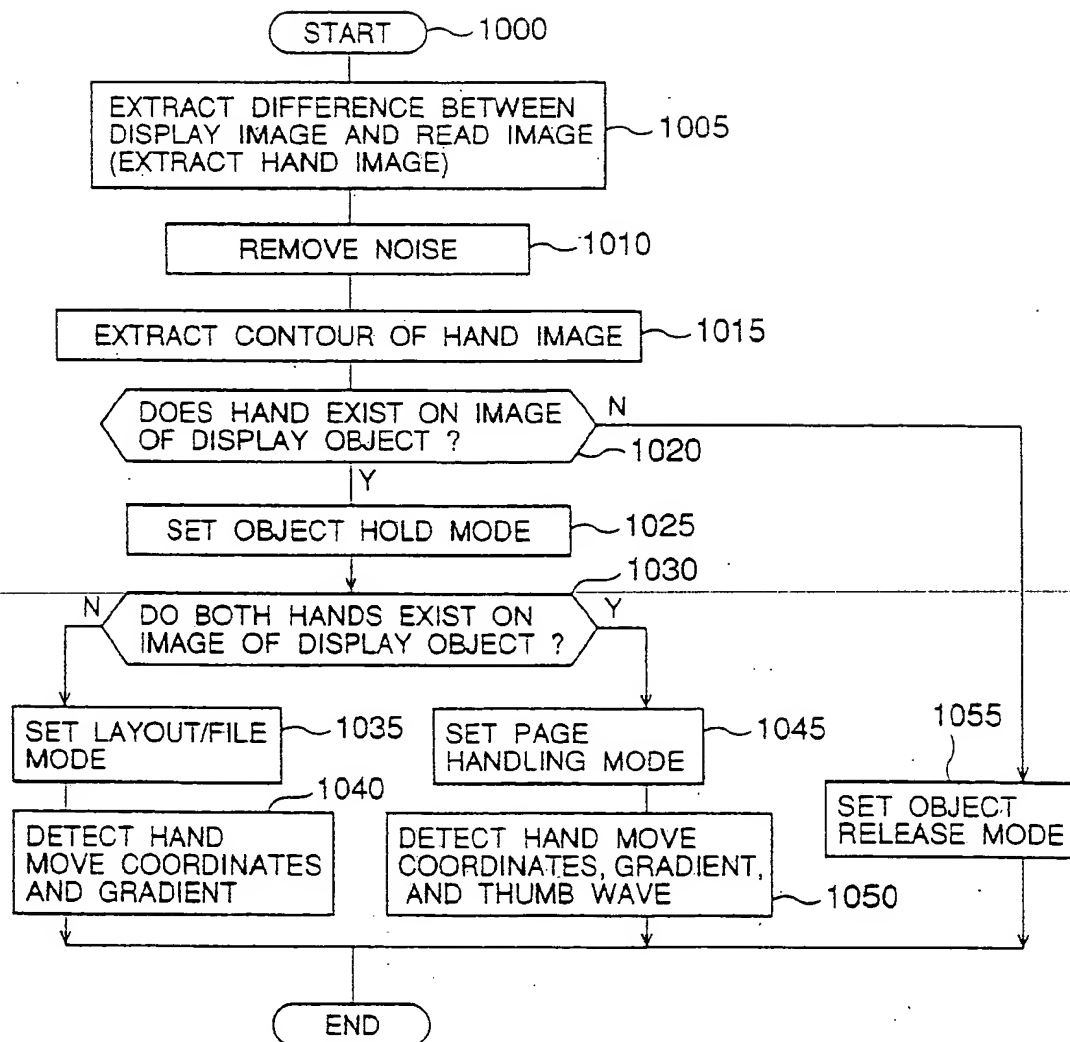 START
1000
EXTRACT DIFFERENCE BETWEEN
DISPLAY IMAGE AND READ IMAGE
(EXTRACT HAND IMAGE)
1005
REMOVE NOISE
1010
EXTRACT CONTOUR OF HAND IMAGE
1015
DOES HAND EXIST ON IMAGE
OF DISPLAY OBJECT ?
N
1020
Y
SET OBJECT HOLD MODE
1025
1030
N
DO BOTH HANDS EXIST ON
IMAGE OF DISPLAY OBJECT ?
Y
SET LAYOUT/FILE
MODE
1035
SET PAGE
HANDLING MODE
1045
1055
1040
DETECT HAND
MOVE COORDINATES
AND GRADIENT
DETECT HAND MOVE
COORDINATES, GRADIENT,
AND THUMB WAVE
1050
SET OBJECT
RELEASE MODE
END